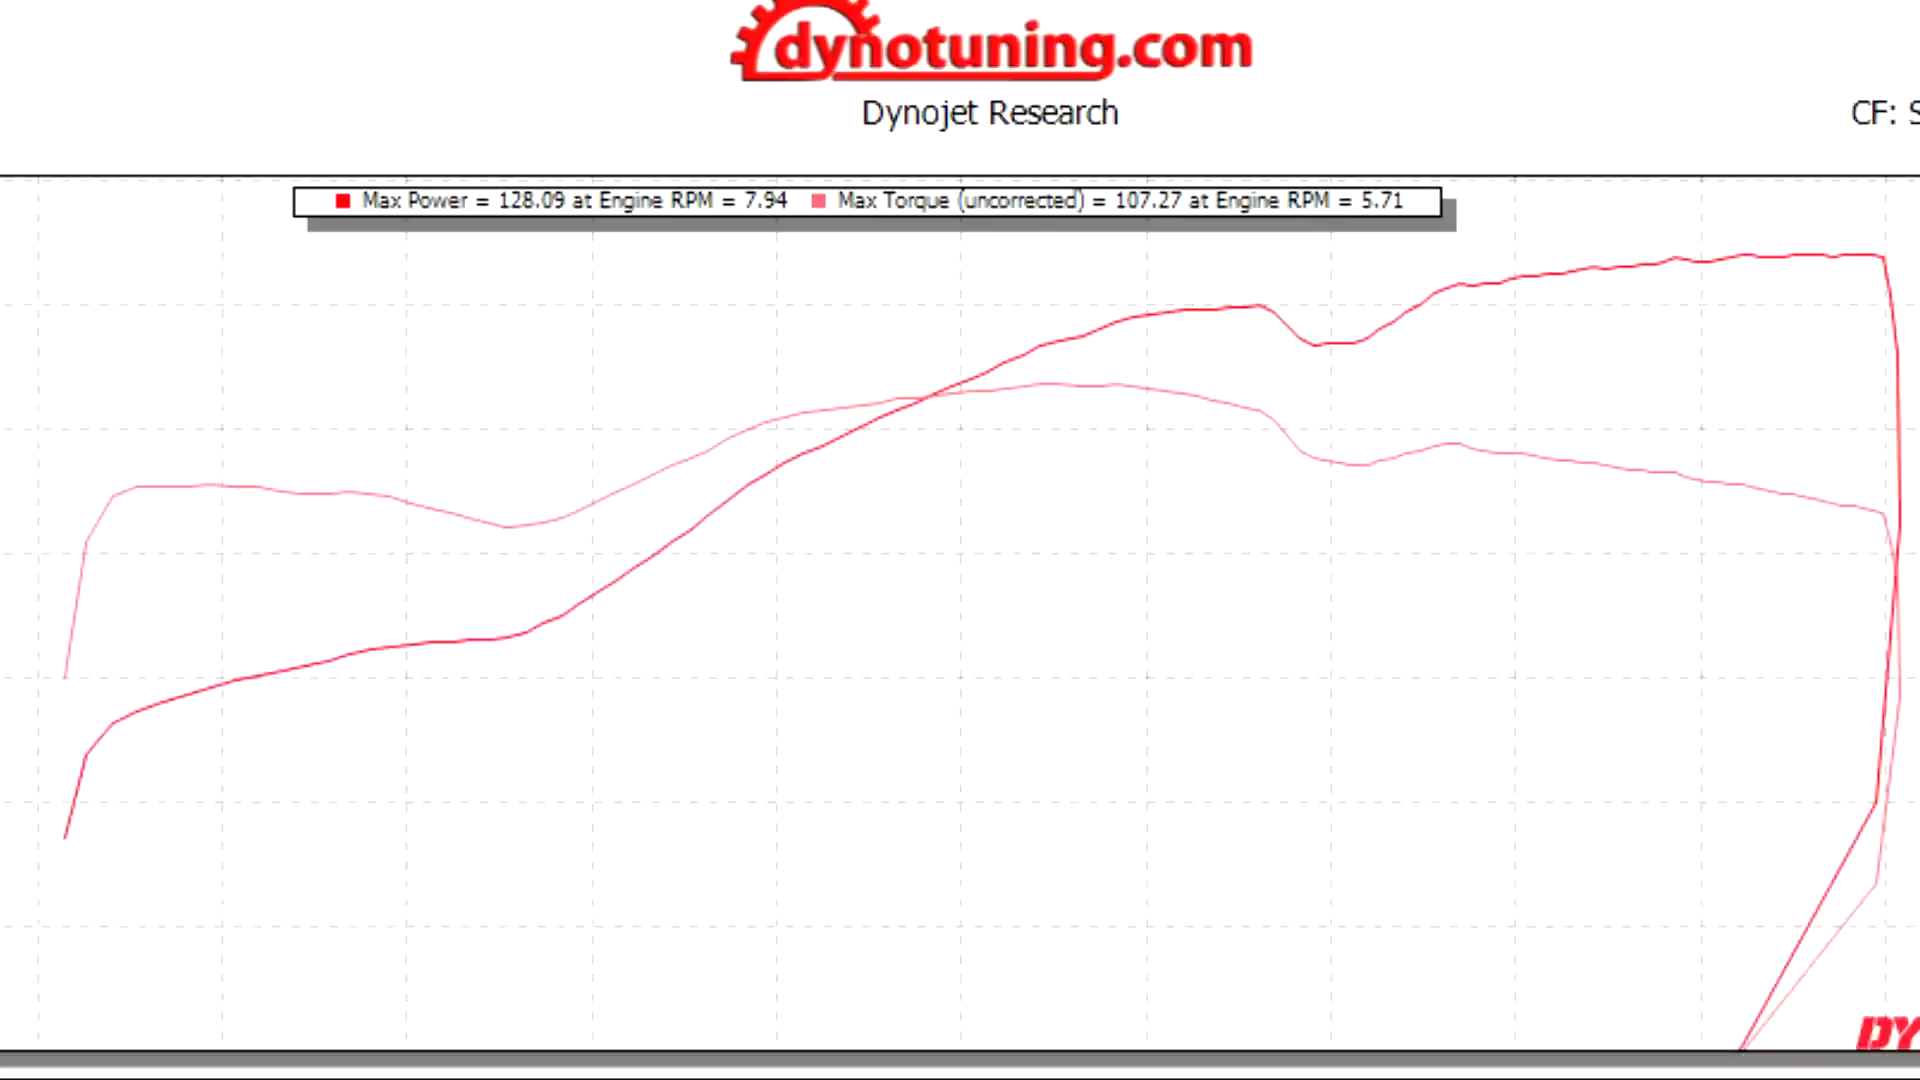 dynotuning.com
Dynojet Research
CF: S
Max Power = 128.09 at Engine RPM = 7.94 Max Torque (uncorrected) = 107.27 at Engine RPM = 5.71
DY